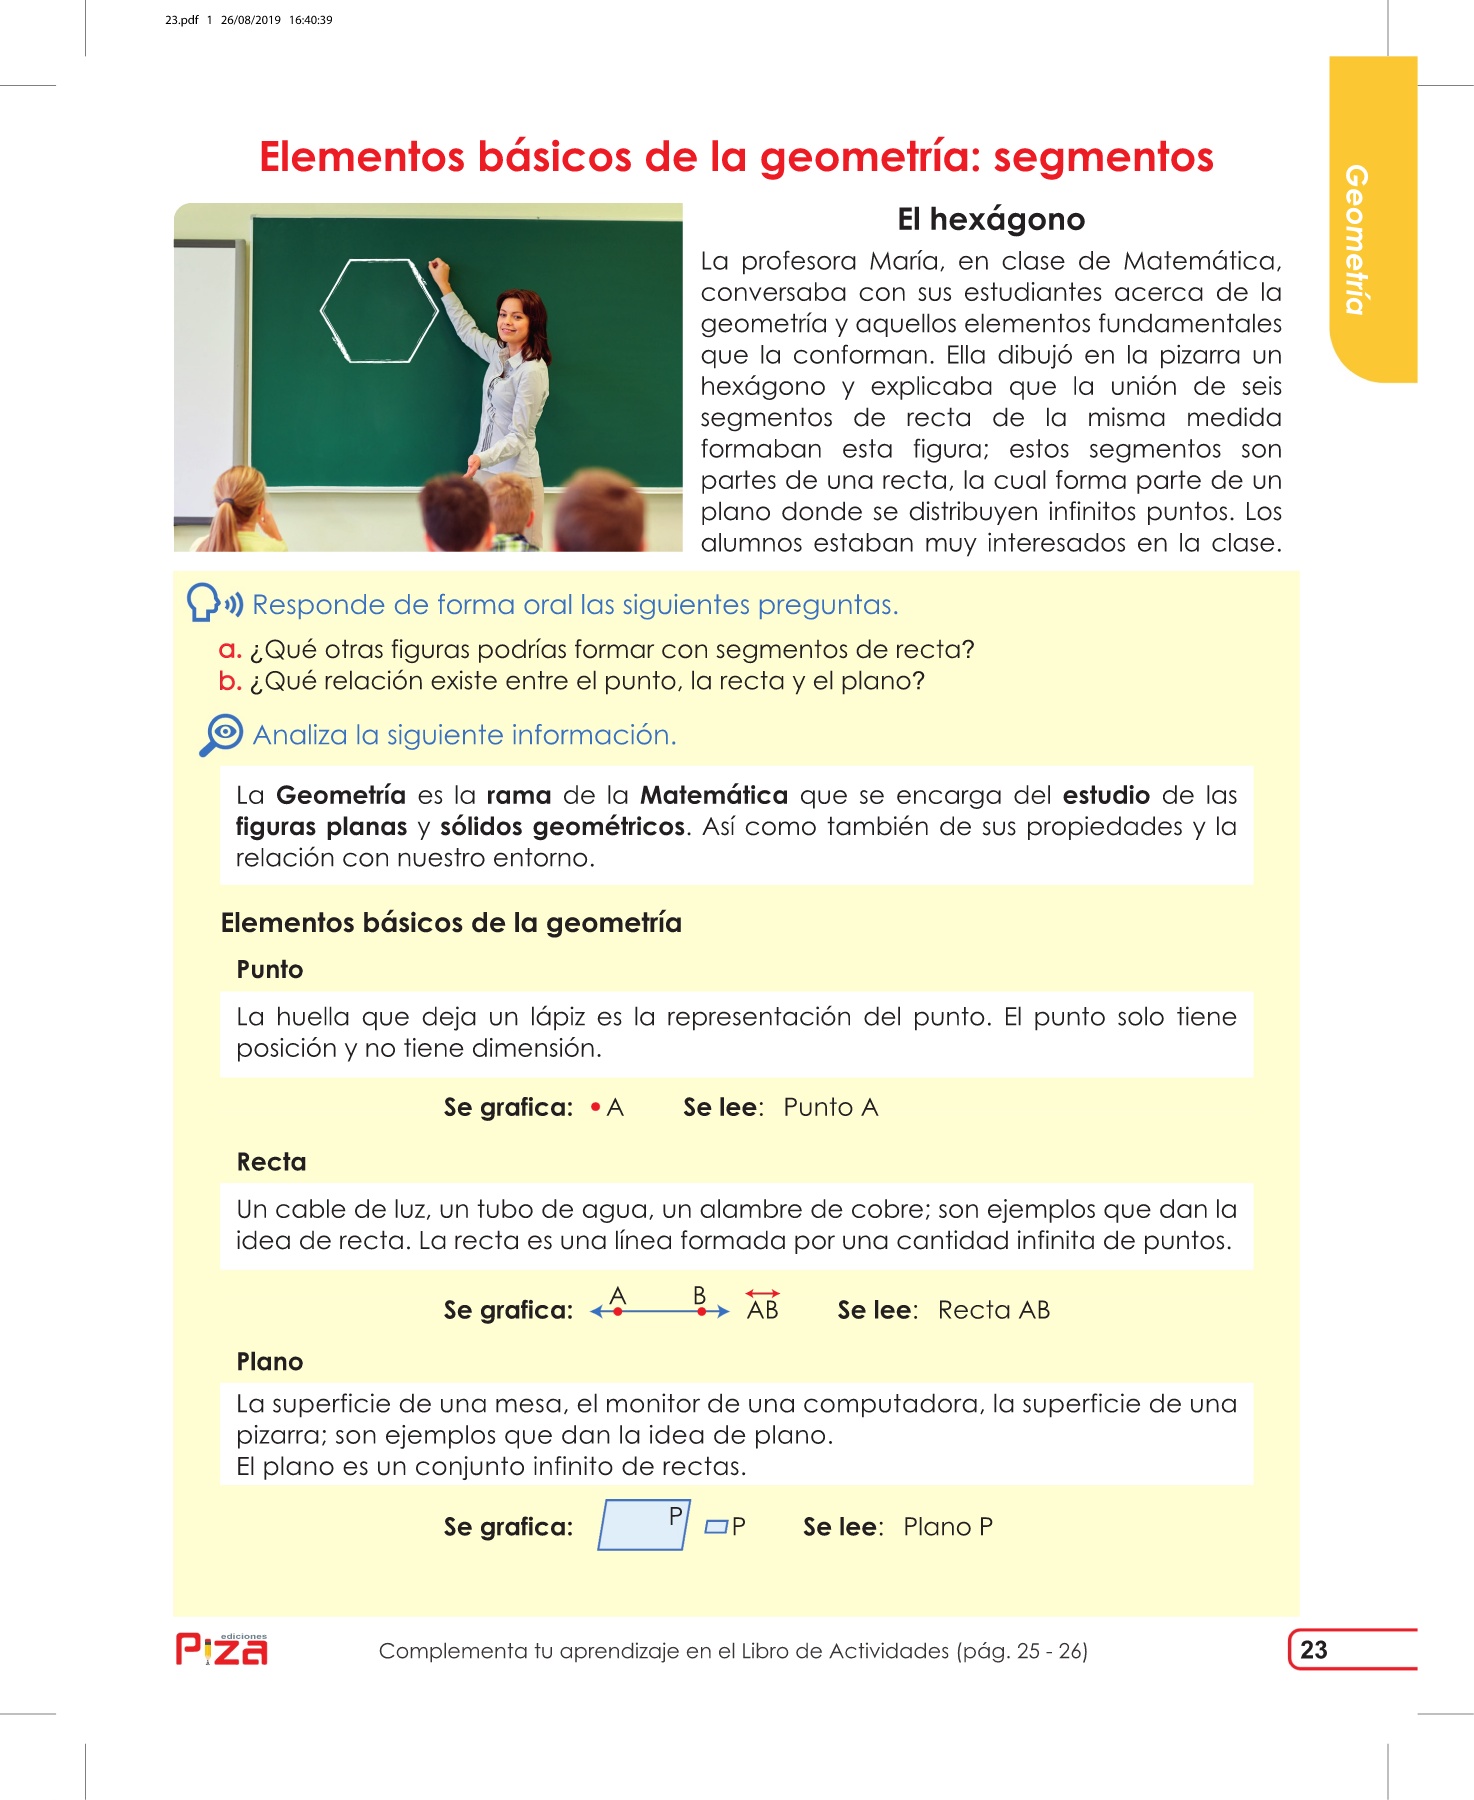 23.pdf 1 26/08/2019 16:40:39
Geometría
Elementos básicos de la geometría: segmentos
El hexágono
La profesora María, en clase de Matemática,
conversaba con sus estudiantes acerca de la
geometría y aquellos elementos fundamentales
que la conforman. Ella dibujó en la pizarra un
hexágono y explicaba que la unión de seis
segmentos de recta de la misma medida
formaban esta figura; estos segmentos son
partes de una recta, la cual forma parte de un
plano donde se distribuyen infinitos puntos. Los
alumnos estaban muy interesados en la clase.
Responde de forma oral las siguientes preguntas.
a. ¿Qué otras figuras podrías formar con segmentos de recta?
b. ¿Qué relación existe entre el punto, la recta y el plano?
Analiza la siguiente información.
La Geometría es la rama de la Matemática que se encarga del estudio de las
figuras planas y sólidos geométricos. Así como también de sus propiedades y la
relación con nuestro entorno.
Elementos básicos de la geometría
Punto
La huella que deja un lápiz es la representación del punto. El punto solo tiene
posición y no tiene dimensión.
Se grafica: • A Se lee: Punto A
Recta
Un cable de luz, un tubo de agua, un alambre de cobre; son ejemplos que dan la
idea de recta. La recta es una línea formada por una cantidad infinita de puntos.
A B
Se grafica: AB Se lee: Recta AB
Plano
La superficie de una mesa, el monitor de una computadora, la superficie de una
pizarra; son ejemplos que dan la idea de plano.
El plano es un conjunto infinito de rectas.
Se grafica: P P Se lee: Plano P
ediciones
Piza
Complementa tu aprendizaje en el Libro de Actividades (pág. 25 - 26)
23